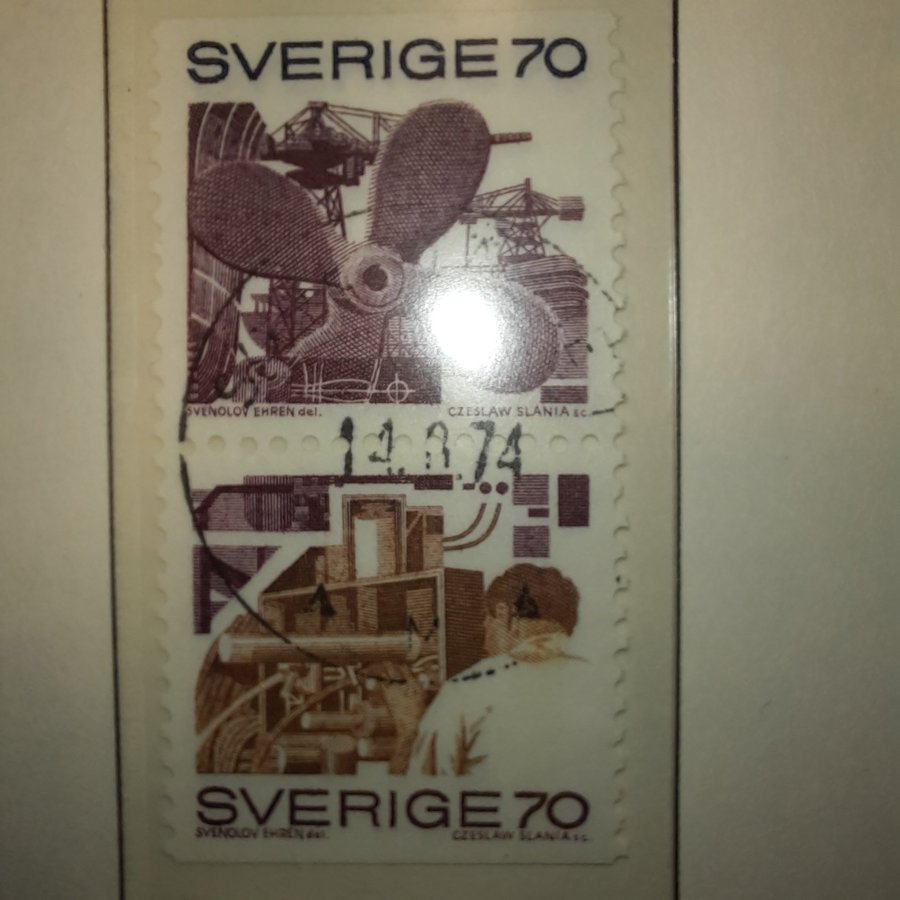 SVERIGE 70
SVENOLOV EHRÉN del. CZESLAW SLANIA sc.
14.8.74
SVERIGE 70
SVENOLOV EHRÉN del. CZESLAW SLANIA sc.